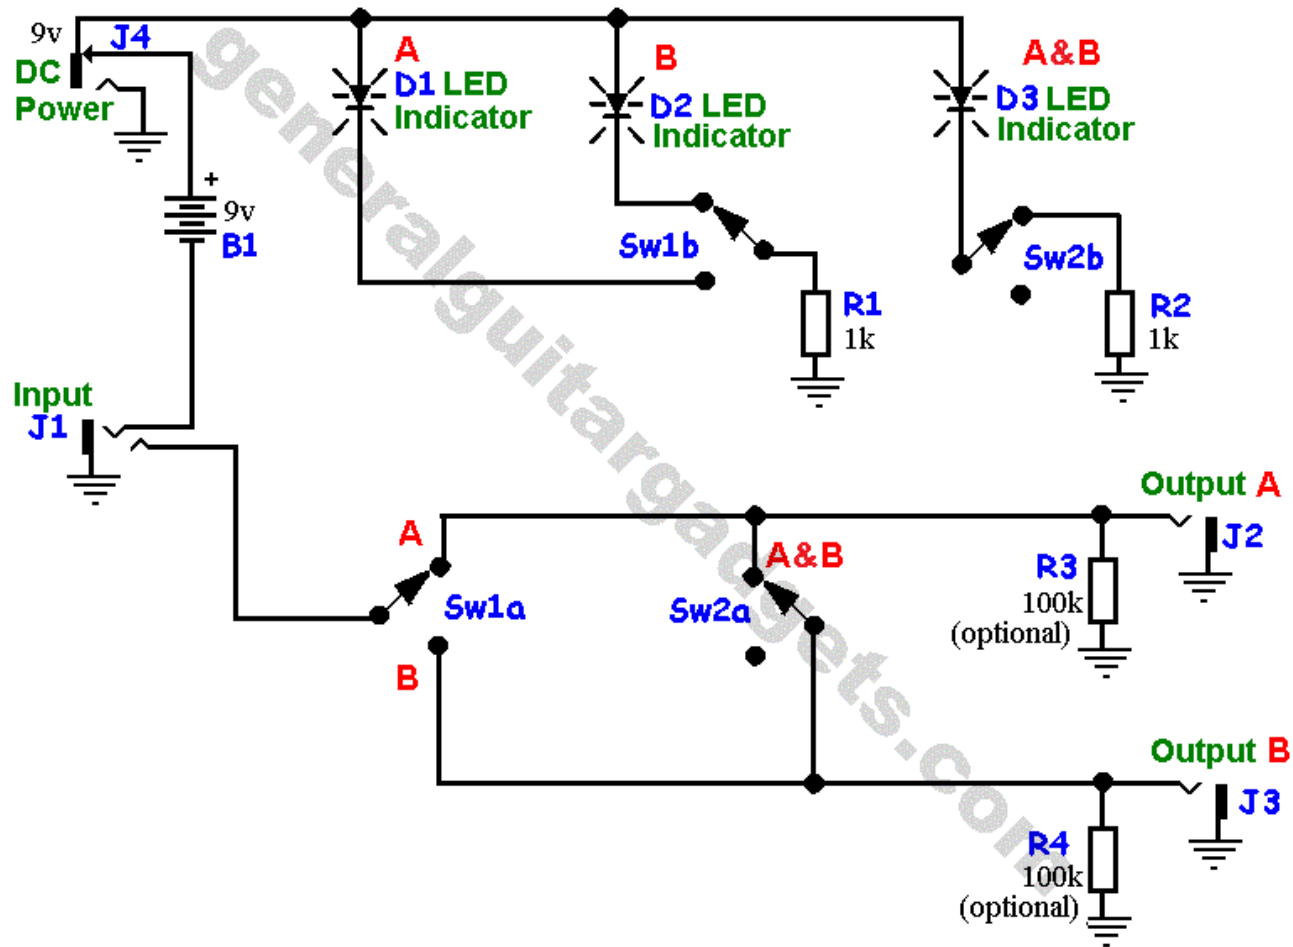 9v
J4
DC
Power
A
D1 LED
Indicator
B
D2 LED
Indicator
A&B
D3 LED
Indicator
+
9v
B1
Sw1b
Sw2b
R1
1k
R2
1k
Input
J1
Output A
J2
A
A&B
Sw1a
Sw2a
R3
100k
(optional)
B
Output B
J3
R4
100k
(optional)
generalguitargadgets.com